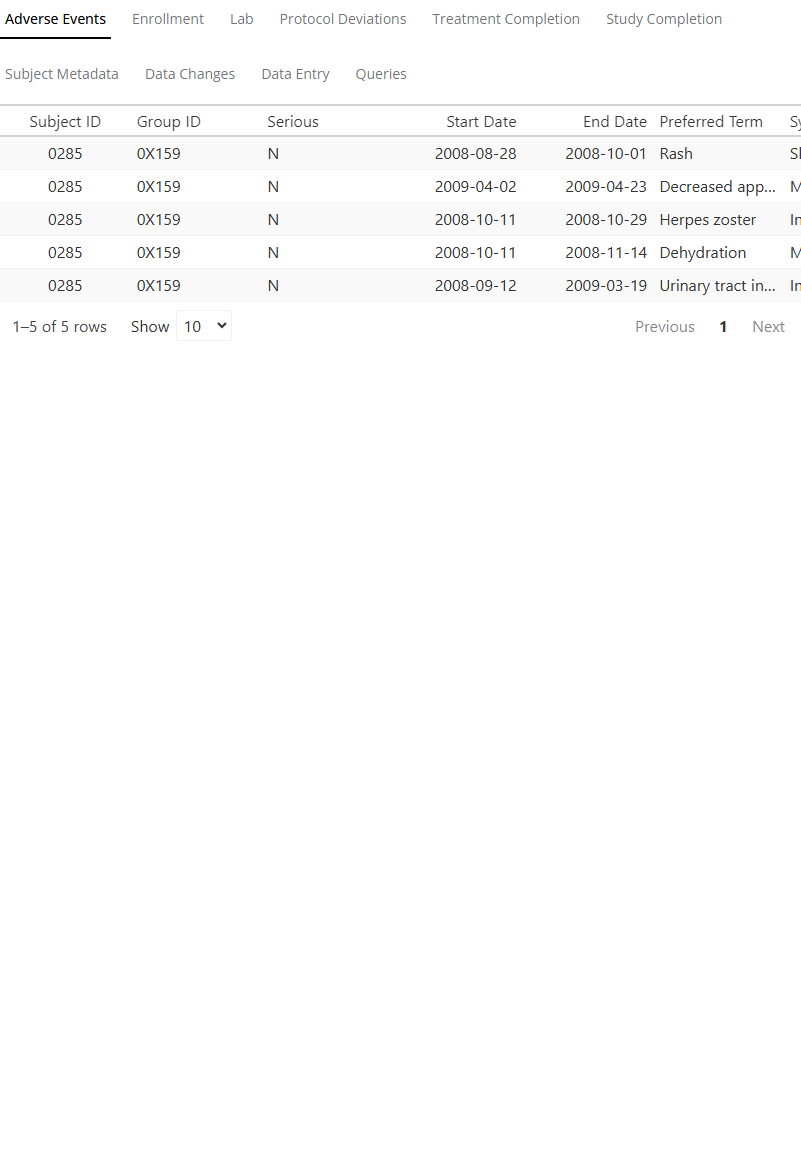 Adverse Events Enrollment Lab Protocol Deviations Treatment Completion Study Completion
Subject Metadata Data Changes Data Entry Queries
Subject ID Group ID Serious Start Date End Date Preferred Term
0285 0X159 N 2008-08-28 2008-10-01 Rash
0285 0X159 N 2009-04-02 2009-04-23 Decreased app...
0285 0X159 N 2008-10-11 2008-10-29 Herpes zoster
0285 0X159 N 2008-10-11 2008-11-14 Dehydration
0285 0X159 N 2008-09-12 2009-03-19 Urinary tract in...
1–5 of 5 rows Show 10 Previous 1 Next